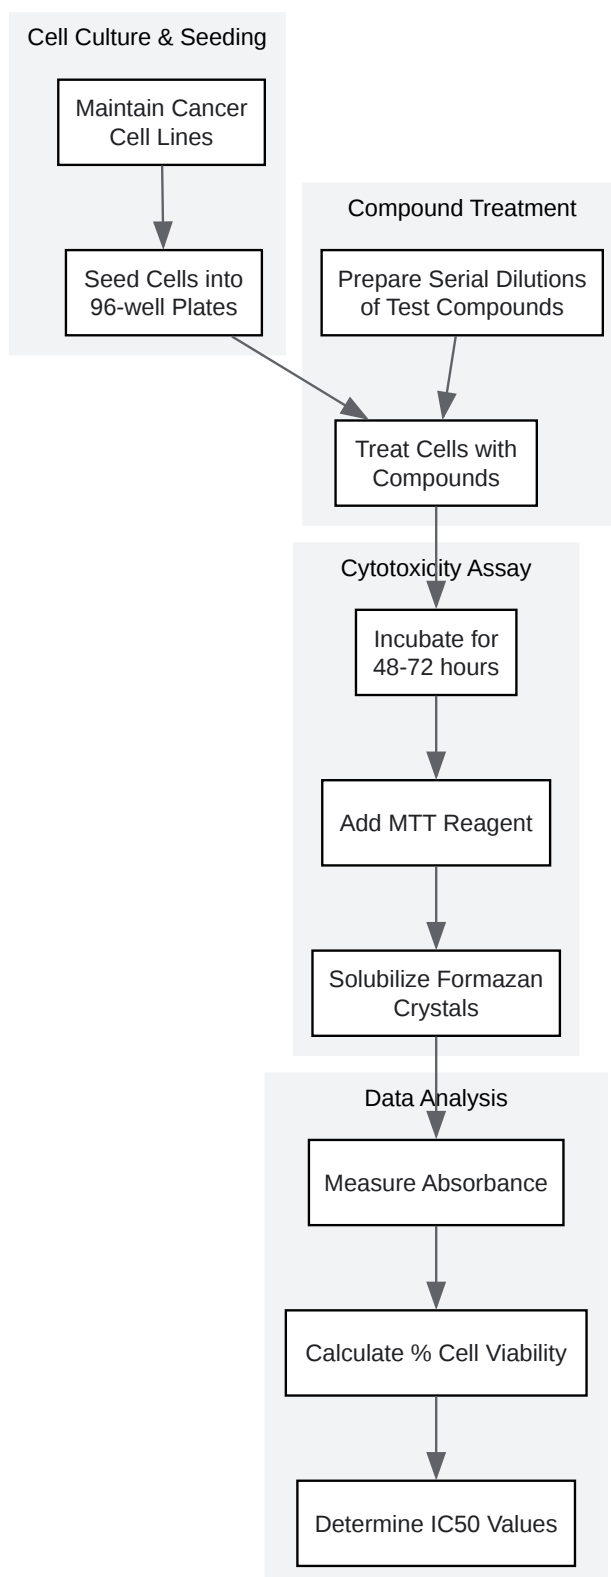 Cell Culture & Seeding
Maintain Cancer
Cell Lines
Seed Cells into
96-well Plates
Compound Treatment
Prepare Serial Dilutions
of Test Compounds
Treat Cells with
Compounds
Cytotoxicity Assay
Incubate for
48-72 hours
Add MTT Reagent
Solubilize Formazan
Crystals
Data Analysis
Measure Absorbance
Calculate % Cell Viability
Determine IC50 Values